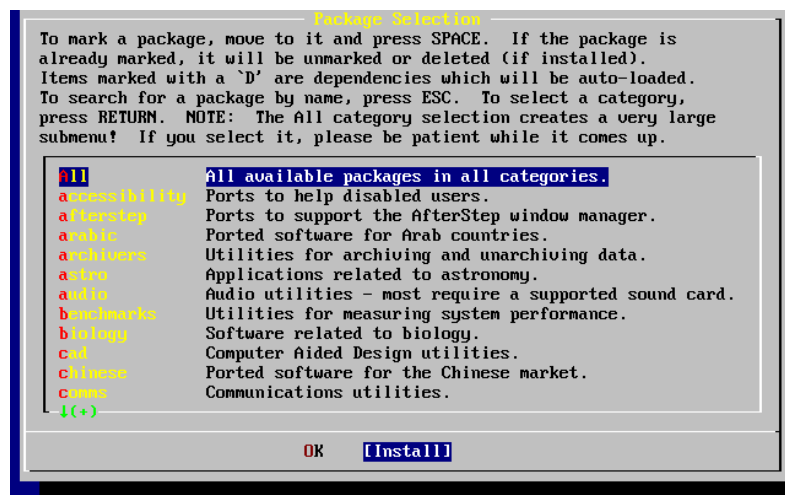 Package Selection
To mark a package, move to it and press SPACE.  If the package is
already marked, it will be unmarked or deleted (if installed).
Items marked with a `D' are dependencies which will be auto-loaded.
To search for a package by name, press ESC.  To select a category,
press RETURN.  NOTE:  The All category selection creates a very large
submenu!  If you select it, please be patient while it comes up.
All All available packages in all categories.
accessibility Ports to help disabled users.
afterstep Ports to support the AfterStep window manager.
arabic Ported software for Arab countries.
archivers Utilities for archiving and unarchiving data.
astro Applications related to astronomy.
audio Audio utilities - most require a supported sound card.
benchmarks Utilities for measuring system performance.
biology Software related to biology.
cad Computer Aided Design utilities.
chinese Ported software for the Chinese market.
comms Communications utilities.
↓(+)
OK [Install]